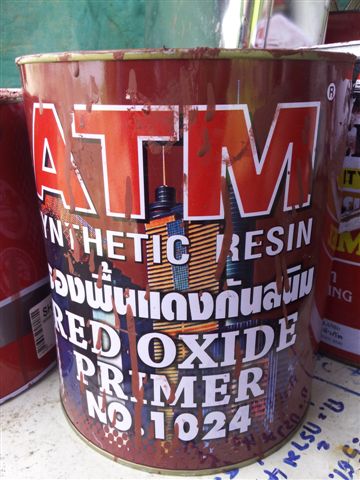 ATM ®
SYNTHETIC RESIN
รองพื้นแดงกันสนิม
RED OXIDE
PRIMER
NO.1024